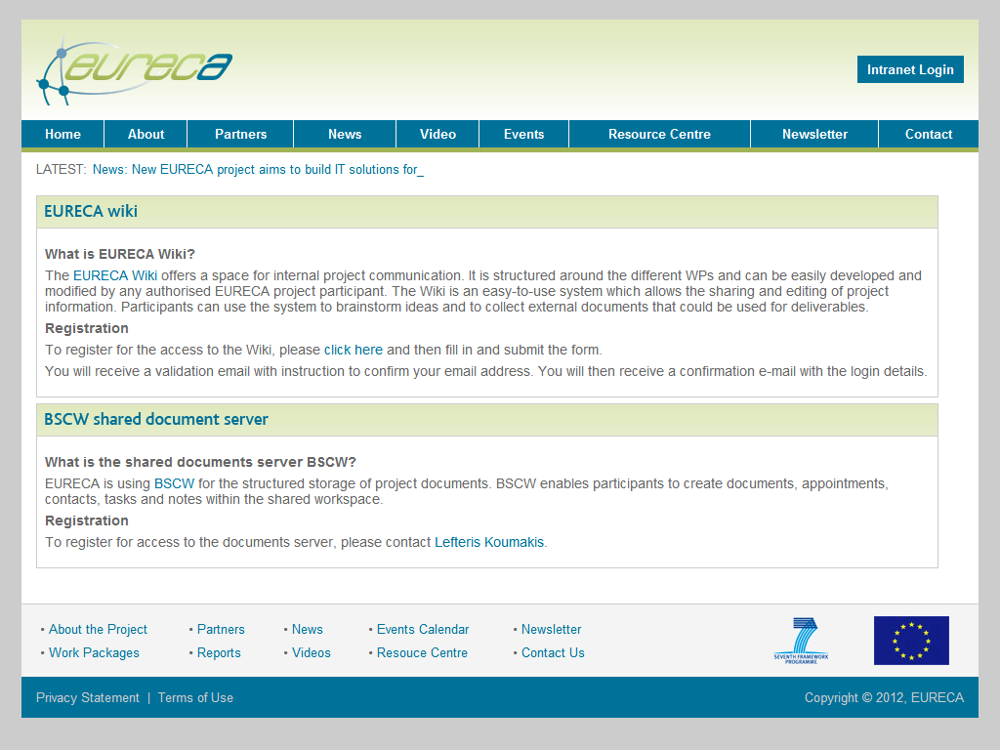 eureca
Intranet Login
Home About Partners News Video Events Resource Centre Newsletter Contact
LATEST: News: New EURECA project aims to build IT solutions for_
EURECA wiki
What is EURECA Wiki?
The EURECA Wiki offers a space for internal project communication. It is structured around the different WPs and can be easily developed and
modified by any authorised EURECA project participant. The Wiki is an easy-to-use system which allows the sharing and editing of project
information. Participants can use the system to brainstorm ideas and to collect external documents that could be used for deliverables.
Registration
To register for the access to the Wiki, please click here and then fill in and submit the form.
You will receive a validation email with instruction to confirm your email address. You will then receive a confirmation e-mail with the login details.
BSCW shared document server
What is the shared documents server BSCW?
EURECA is using BSCW for the structured storage of project documents. BSCW enables participants to create documents, appointments,
contacts, tasks and notes within the shared workspace.
Registration
To register for access to the documents server, please contact Lefteris Koumakis.
• About the Project • Partners • News • Events Calendar • Newsletter
• Work Packages • Reports • Videos • Resouce Centre • Contact Us
7
SEVENTH FRAMEWORK
PROGRAMME
Privacy Statement | Terms of Use Copyright © 2012, EURECA